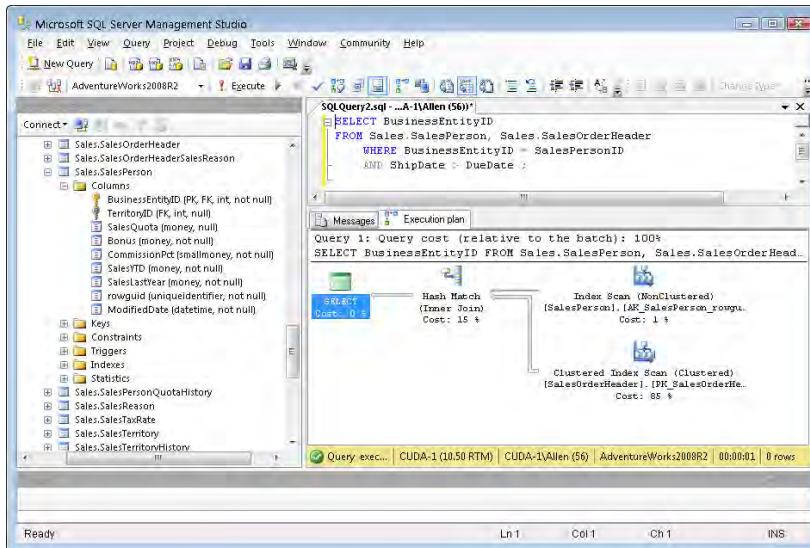 Microsoft SQL Server Management Studio
File Edit View Query Project Debug Tools Window Community Help
New Query
AdventureWorks2008R2 Execute Change Type
Connect
Sales.SalesOrderHeader
Sales.SalesOrderHeaderSalesReason
Sales.SalesPerson
Columns
BusinessEntityID (PK, FK, int, not null)
TerritoryID (FK, int, null)
SalesQuota (money, null)
Bonus (money, not null)
CommissionPct (smallmoney, not null)
SalesYTD (money, not null)
SalesLastYear (money, not null)
rowguid (uniqueidentifier, not null)
ModifiedDate (datetime, not null)
Keys
Constraints
Triggers
Indexes
Statistics
Sales.SalesPersonQuotaHistory
Sales.SalesReason
Sales.SalesTaxRate
Sales.SalesTerritory
Sales.SalesTerritoryHistory
SQLQuery2.sql - ...A-1\Allen (56))*
SELECT BusinessEntityID
FROM Sales.SalesPerson, Sales.SalesOrderHeader
WHERE BusinessEntityID = SalesPersonID
AND ShipDate > DueDate ;
Messages Execution plan
Query 1: Query cost (relative to the batch): 100%
SELECT BusinessEntityID FROM Sales.SalesPerson, Sales.SalesOrderHead…
SELECT
Cost: 0 %
Hash Match
(Inner Join)
Cost: 15 %
Index Scan (NonClustered)
[SalesPerson].[AK_SalesPerson_rowgu…
Cost: 1 %
Clustered Index Scan (Clustered)
[SalesOrderHeader].[PK_SalesOrderHe…
Cost: 85 %
Query exec... CUDA-1 (10.50 RTM) CUDA-1\Allen (56) AdventureWorks2008R2 00:00:01 0 rows
Ready Ln 1 Col 1 Ch 1 INS